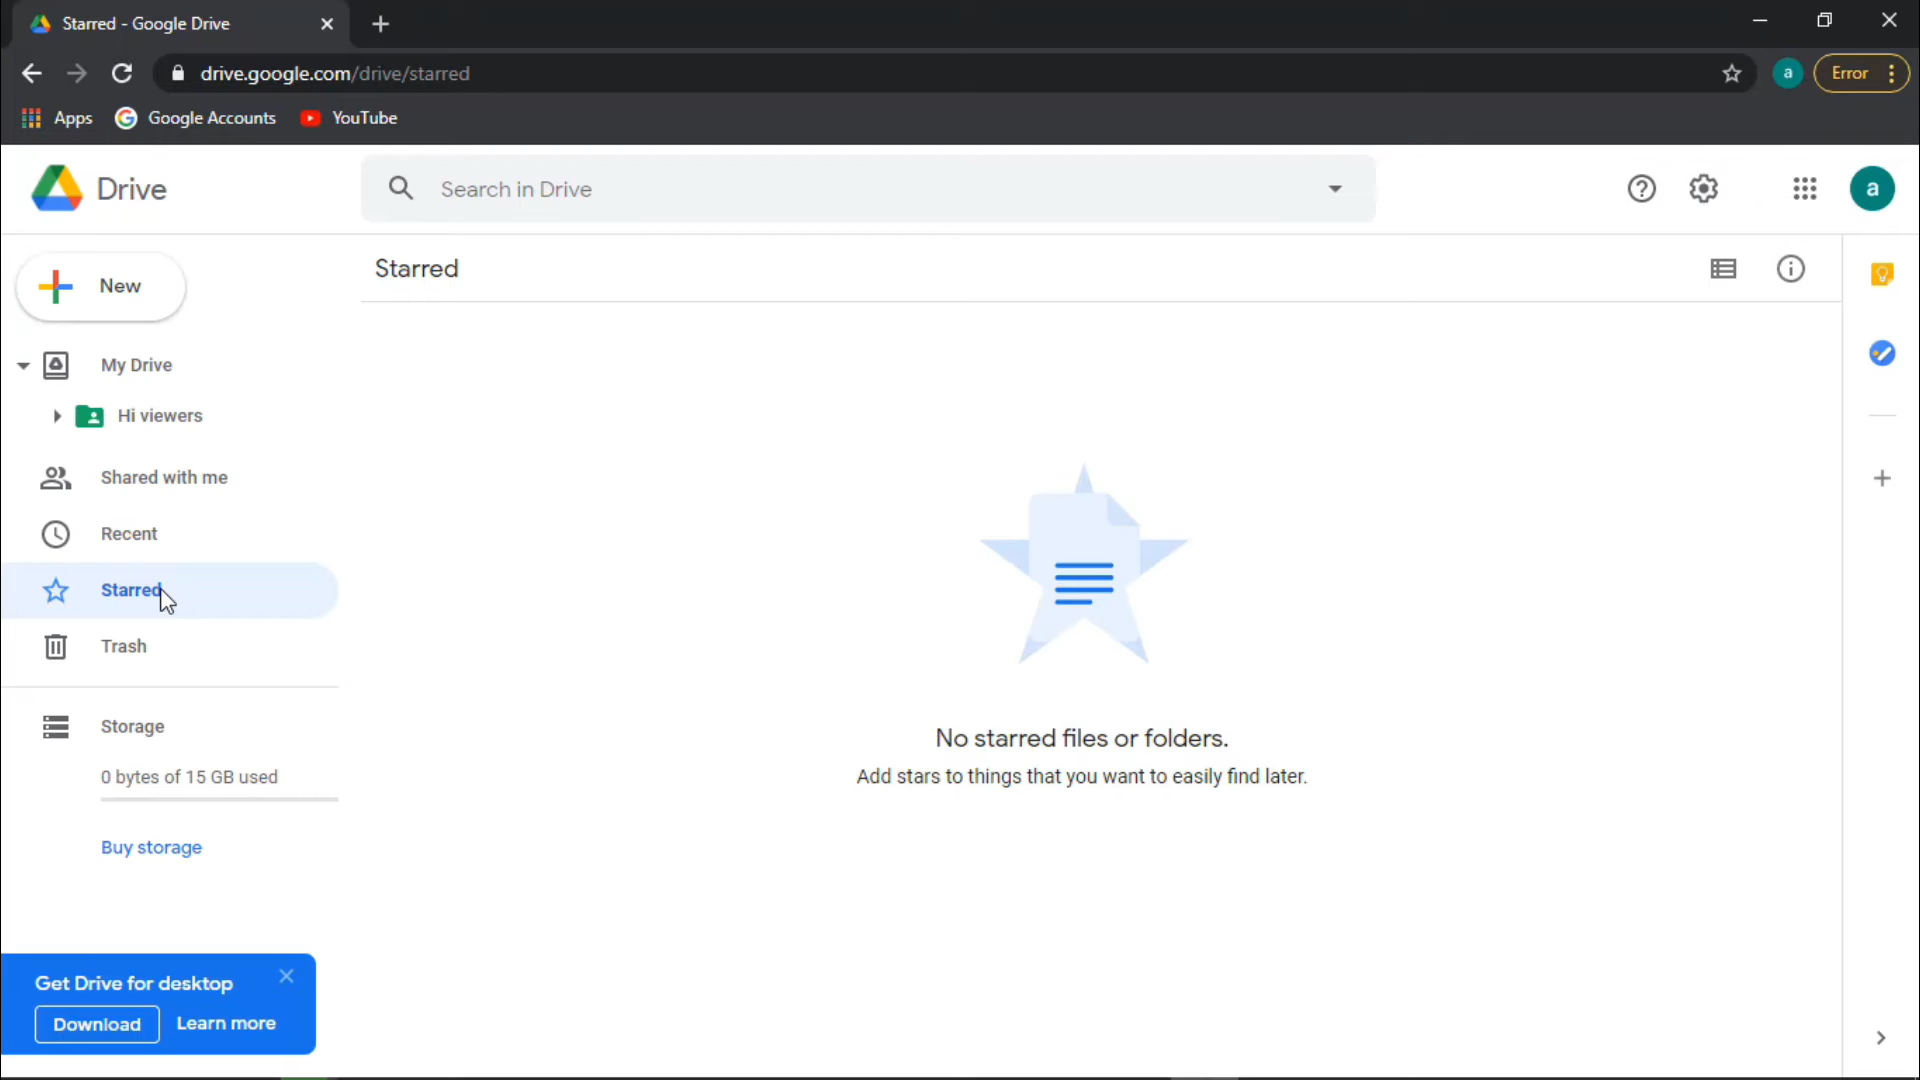 Starred - Google Drive
drive.google.com/drive/starred
a
Error
Apps
Google Accounts
YouTube
Drive
Search in Drive
a
New
Starred
My Drive
Hi viewers
Shared with me
Recent
Starred
Trash
Storage
0 bytes of 15 GB used
Buy storage
No starred files or folders.
Add stars to things that you want to easily find later.
Get Drive for desktop
Download
Learn more